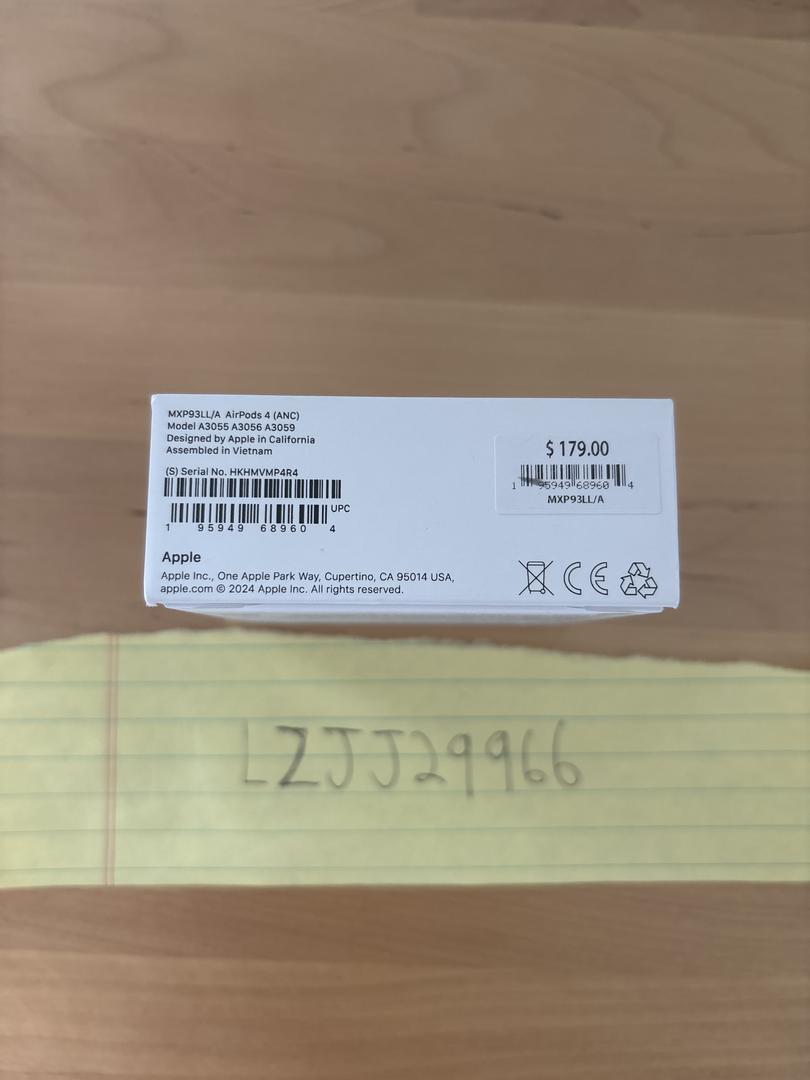 MXP93LL/A AirPods 4 (ANC)
Model A3055 A3056 A3059
Designed by Apple in California
Assembled in Vietnam
(S) Serial No. HKHMVMP4R4
UPC
1 95949 68960 4
Apple
Apple Inc., One Apple Park Way, Cupertino, CA 95014 USA,
apple.com © 2024 Apple Inc. All rights reserved.
$ 179.00
1 95949 68960 4
MXP93LL/A
CE
LZJJ29966